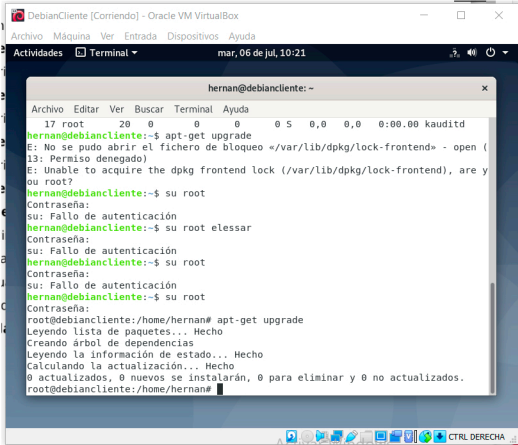 DebianCliente [Corriendo] - Oracle VM VirtualBox
Archivo Máquina Ver Entrada Dispositivos Ayuda
Actividades Terminal mar, 06 de jul, 10:21
hernan@debiancliente: ~
Archivo Editar Ver Buscar Terminal Ayuda
17 root 20 0 0 0 0 S 0,0 0,0 0:00.00 kauditd
hernan@debiancliente:~$ apt-get upgrade
E: No se pudo abrir el fichero de bloqueo «/var/lib/dpkg/lock-frontend» - open (
13: Permiso denegado)
E: Unable to acquire the dpkg frontend lock (/var/lib/dpkg/lock-frontend), are y
ou root?
hernan@debiancliente:~$ su root
Contraseña:
su: Fallo de autenticación
hernan@debiancliente:~$ su root elessar
Contraseña:
su: Fallo de autenticación
hernan@debiancliente:~$ su root
Contraseña:
su: Fallo de autenticación
hernan@debiancliente:~$ su root
Contraseña:
root@debiancliente:/home/hernan# apt-get upgrade
Leyendo lista de paquetes... Hecho
Creando árbol de dependencias
Leyendo la información de estado... Hecho
Calculando la actualización... Hecho
0 actualizados, 0 nuevos se instalarán, 0 para eliminar y 0 no actualizados.
root@debiancliente:/home/hernan#
CTRL DERECHA